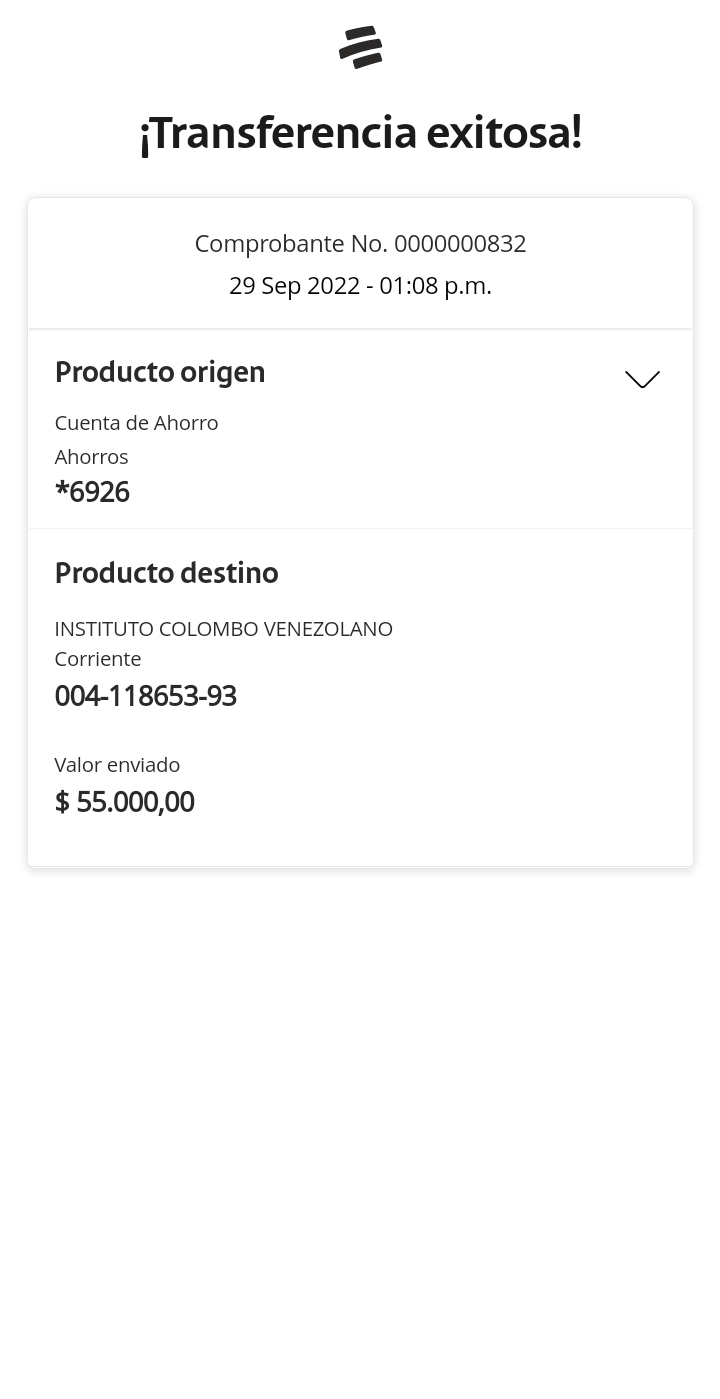 ¡Transferencia exitosa!
Comprobante No. 0000000832
29 Sep 2022 - 01:08 p.m.
Producto origen
Cuenta de Ahorro
Ahorros
*6926
Producto destino
INSTITUTO COLOMBO VENEZOLANO
Corriente
004-118653-93
Valor enviado
$ 55.000,00